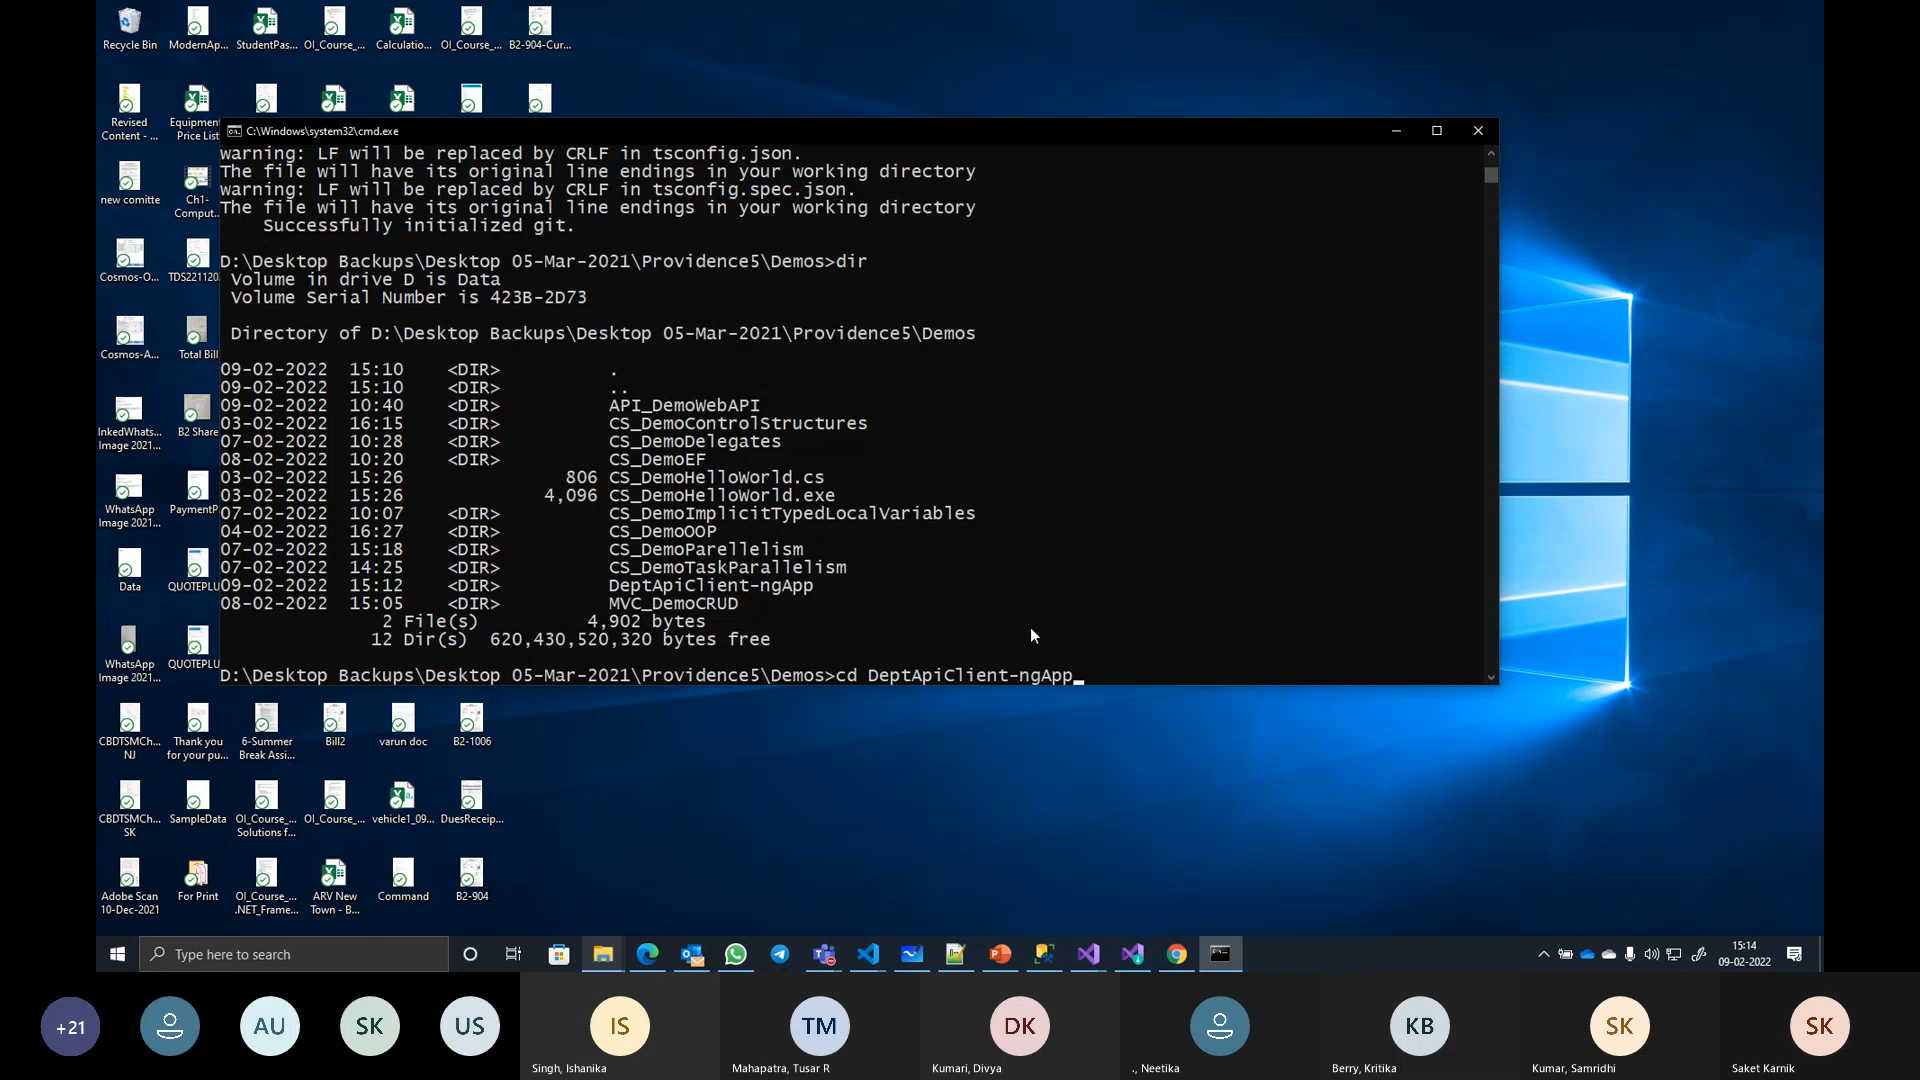 Recycle Bin
ModernAp...
StudentPas...
OI_Course_...
Calculatio...
OI_Course_...
B2-904-Cur...
Revised
Content - ...
Equipment
Price List
new comitte
Ch1-
Comput...
Cosmos-O...
TDS221120
Cosmos-A...
Total Bill
InkedWhats...
Image 2021...
B2 Share
WhatsApp
Image 2021...
PaymentP
Data
QUOTEPLU
WhatsApp
Image 2021...
QUOTEPLU
C:\Windows\system32\cmd.exe
warning: LF will be replaced by CRLF in tsconfig.json.
The file will have its original line endings in your working directory
warning: LF will be replaced by CRLF in tsconfig.spec.json.
The file will have its original line endings in your working directory
Successfully initialized git.
D:\Desktop Backups\Desktop 05-Mar-2021\Providence5\Demos>dir
Volume in drive D is Data
Volume Serial Number is 423B-2D73
Directory of D:\Desktop Backups\Desktop 05-Mar-2021\Providence5\Demos
09-02-2022 15:10 <DIR> .
09-02-2022 15:10 <DIR> ..
09-02-2022 10:40 <DIR> API_DemoWebAPI
03-02-2022 16:15 <DIR> CS_DemoControlStructures
07-02-2022 10:28 <DIR> CS_DemoDelegates
08-02-2022 10:20 <DIR> CS_DemoEF
03-02-2022 15:26 806 CS_DemoHelloWorld.cs
03-02-2022 15:26 4,096 CS_DemoHelloWorld.exe
07-02-2022 10:07 <DIR> CS_DemoImplicitTypedLocalVariables
04-02-2022 16:27 <DIR> CS_DemoOOP
07-02-2022 15:18 <DIR> CS_DemoParellelism
07-02-2022 14:25 <DIR> CS_DemoTaskParallelism
09-02-2022 15:12 <DIR> DeptApiClient-ngApp
08-02-2022 15:05 <DIR> MVC_DemoCRUD
2 File(s) 4,902 bytes
12 Dir(s) 620,430,520,320 bytes free
D:\Desktop Backups\Desktop 05-Mar-2021\Providence5\Demos>cd DeptApiClient-ngApp
CBDTSMCh...
NJ
Thank you
for your pu...
6-Summer
Break Assi...
Bill2
varun doc
B2-1006
CBDTSMCh...
SK
SampleData
OI_Course_...
Solutions f...
OI_Course_...
vehicle1_09...
DuesReceip...
Adobe Scan
10-Dec-2021
For Print
OI_Course_...
.NET_Frame...
ARV New
Town - B...
Command
B2-904
Type here to search
15:14
09-02-2022
+21
AU
SK
US
IS
TM
DK
KB
SK
SK
Singh, Ishanika
Mahapatra, Tusar R
Kumari, Divya
., Neetika
Berry, Kritika
Kumar, Samridhi
Saket Karnik